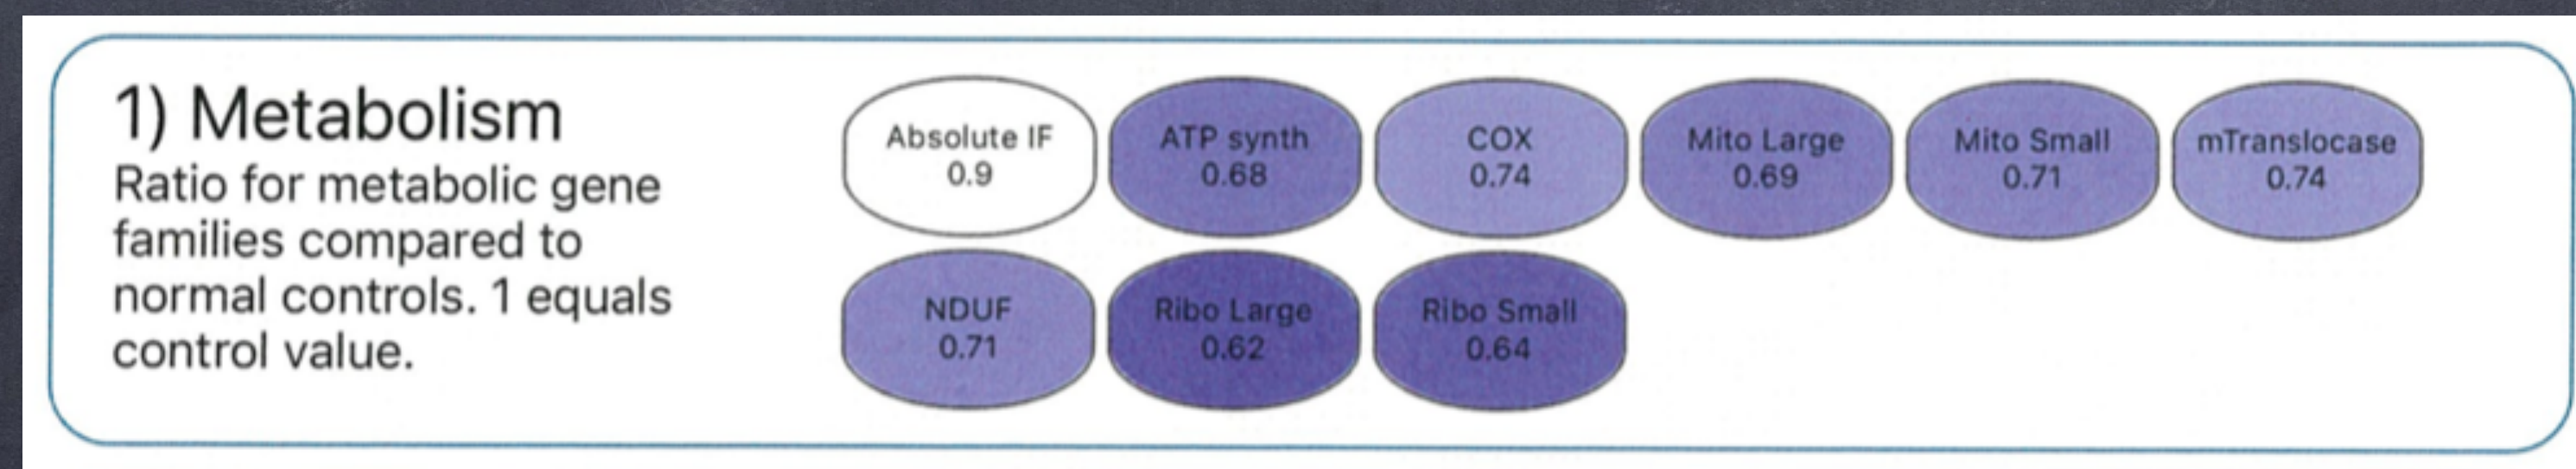 1) Metabolism
Ratio for metabolic gene
families compared to
normal controls. 1 equals
control value.
Absolute IF
0.9
ATP synth
0.68
COX
0.74
Mito Large
0.69
Mito Small
0.71
mTranslocase
0.74
NDUF
0.71
Ribo Large
0.62
Ribo Small
0.64